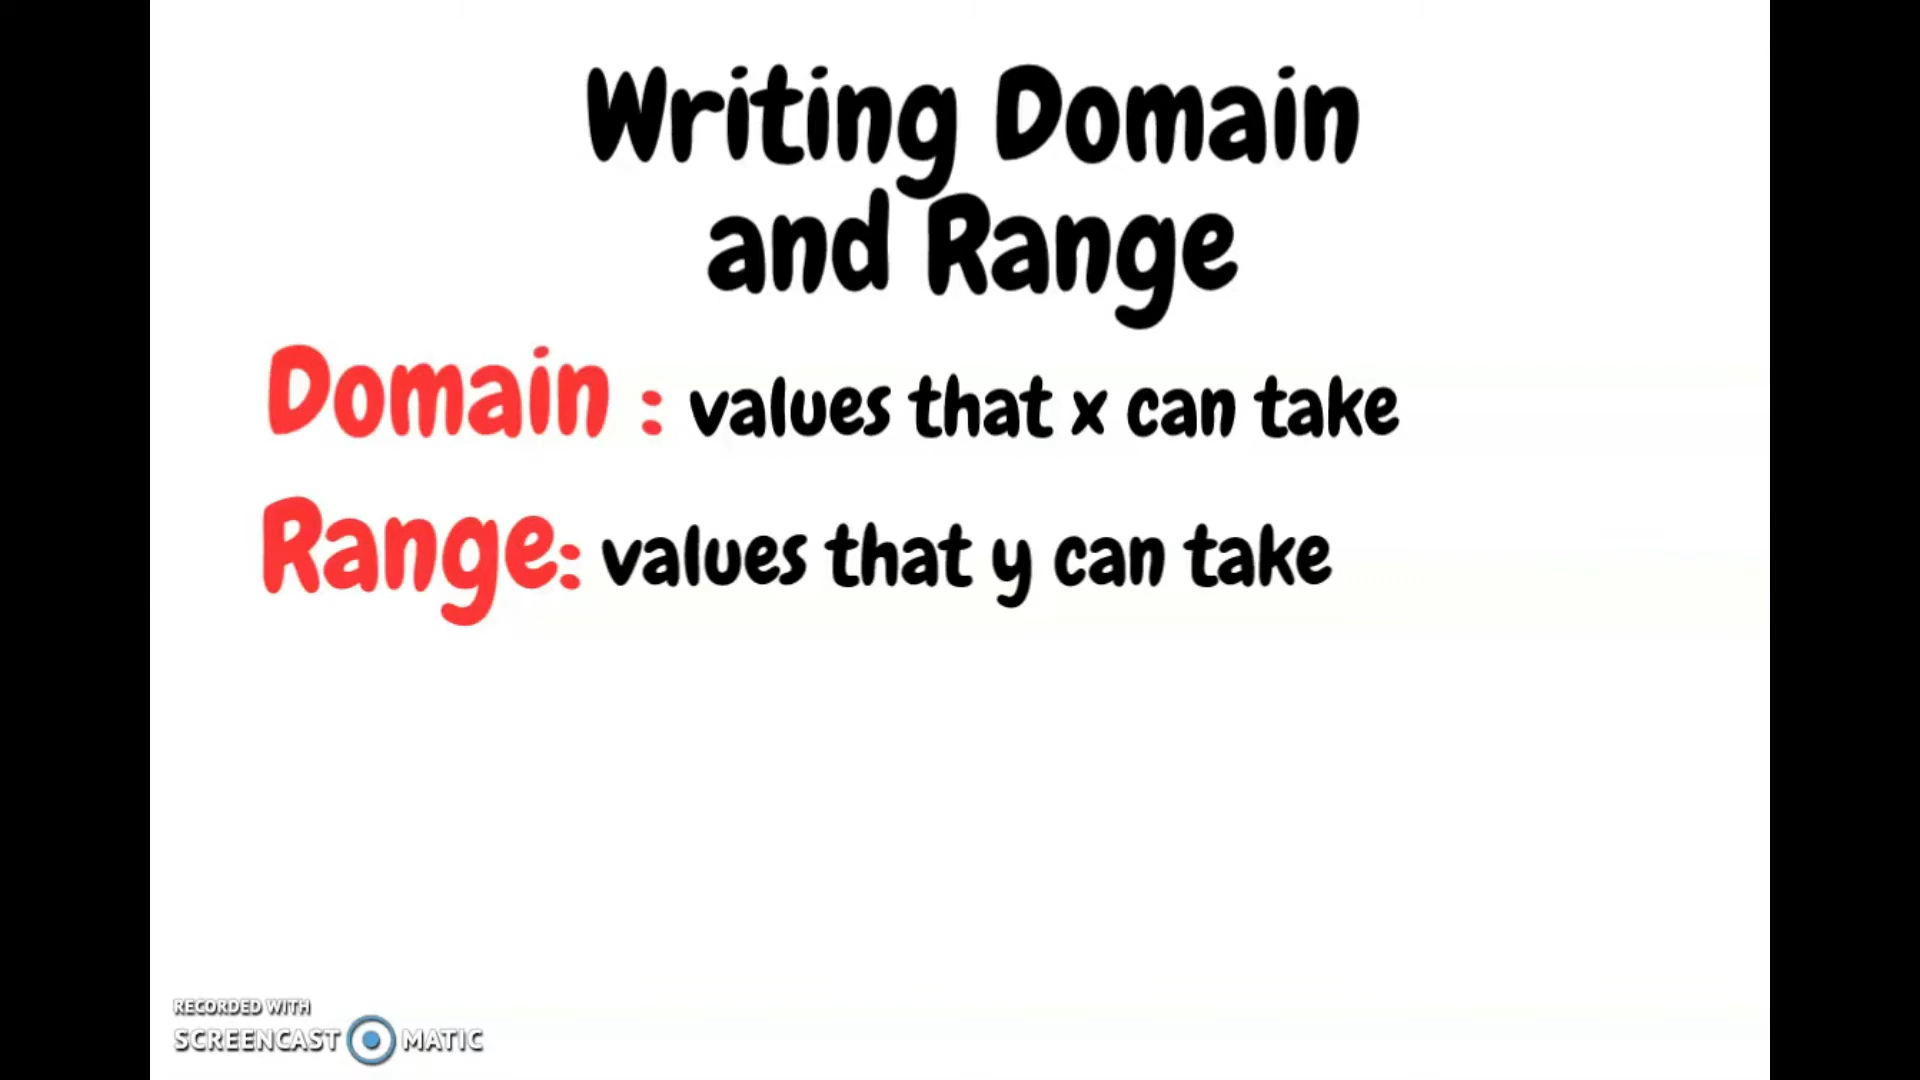 Writing Domain
and Range
Domain : values that x can take
Range: values that y can take
RECORDED WITH
SCREENCAST MATIC